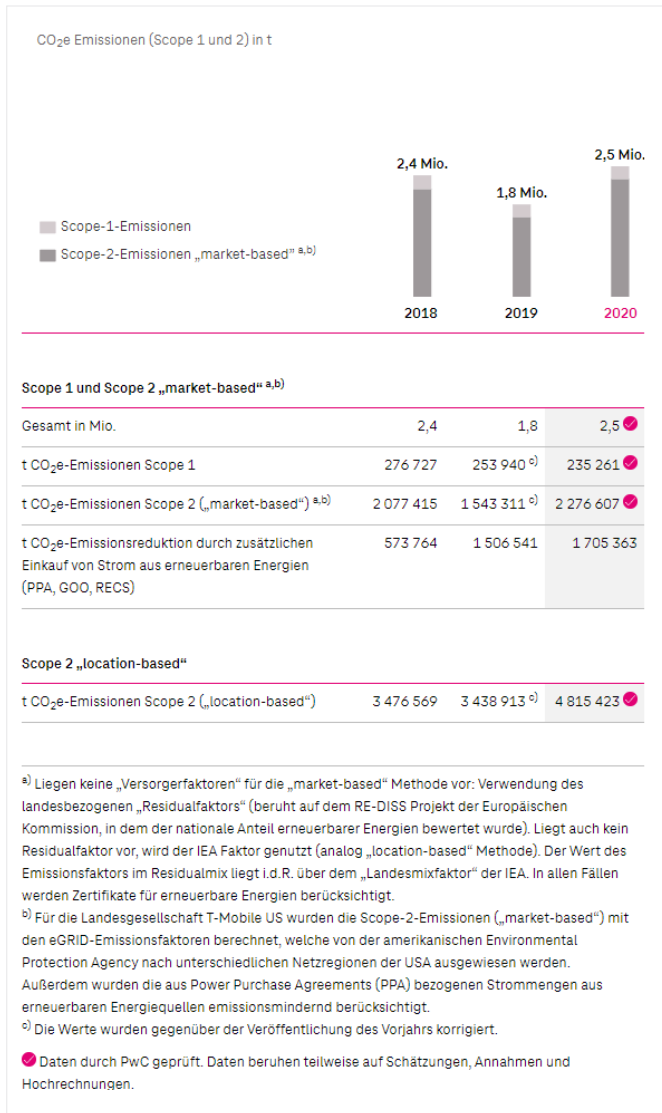 CO₂e Emissionen (Scope 1 und 2) in t
2,4 Mio.
1,8 Mio.
2,5 Mio.
Scope-1-Emissionen
Scope-2-Emissionen „market-based“ a,b)
2018 2019 2020
Scope 1 und Scope 2 „market-based“ a,b)
Gesamt in Mio. 2,4 1,8 2,5
t CO₂e-Emissionen Scope 1 276 727 253 940 c) 235 261
t CO₂e-Emissionen Scope 2 („market-based“) a,b) 2 077 415 1 543 311 c) 2 276 607
t CO₂e-Emissionsreduktion durch zusätzlichen 573 764 1 506 541 1 705 363
Einkauf von Strom aus erneuerbaren Energien
(PPA, GOO, RECS)
Scope 2 „location-based“
t CO₂e-Emissionen Scope 2 („location-based“) 3 476 569 3 438 913 c) 4 815 423
a) Liegen keine „Versorgerfaktoren“ für die „market-based“ Methode vor: Verwendung des
landesbezogenen „Residualfaktors“ (beruht auf dem RE-DISS Projekt der Europäischen
Kommission, in dem der nationale Anteil erneuerbarer Energien bewertet wurde). Liegt auch kein
Residualfaktor vor, wird der IEA Faktor genutzt (analog „location-based“ Methode). Der Wert des
Emissionsfaktors im Residualmix liegt i.d.R. über dem „Landesmixfaktor“ der IEA. In allen Fällen
werden Zertifikate für erneuerbare Energien berücksichtigt.
b) Für die Landesgesellschaft T-Mobile US wurden die Scope-2-Emissionen („market-based“) mit
den eGRID-Emissionsfaktoren berechnet, welche von der amerikanischen Environmental
Protection Agency nach unterschiedlichen Netzregionen der USA ausgewiesen werden.
Außerdem wurden die aus Power Purchase Agreements (PPA) bezogenen Strommengen aus
erneuerbaren Energiequellen emissionsmindernd berücksichtigt.
c) Die Werte wurden gegenüber der Veröffentlichung des Vorjahrs korrigiert.
Daten durch PwC geprüft. Daten beruhen teilweise auf Schätzungen, Annahmen und
Hochrechnungen.